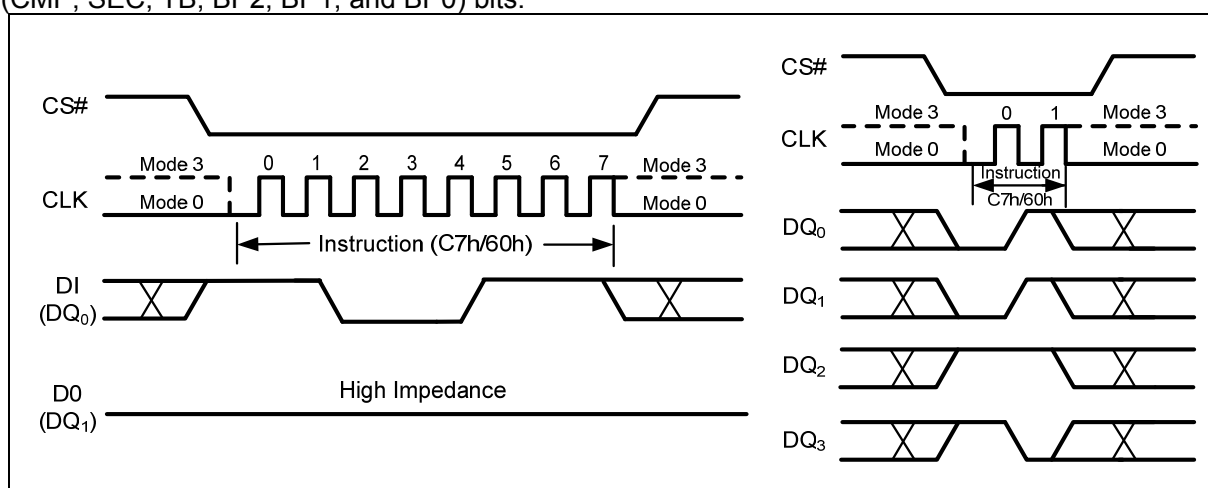 (CMP, SEC, TB, BP2, BP1, and BP0) bits.
CS#
Mode 3 0 1 2 3 4 5 6 7 Mode 3
CLK Mode 0 Mode 0
Instruction (C7h/60h)
DI
(DQ0)
D0
(DQ1)
High Impedance
CS#
Mode 3 0 1 Mode 3
CLK Mode 0 Mode 0
Instruction
C7h/60h
DQ0
DQ1
DQ2
DQ3